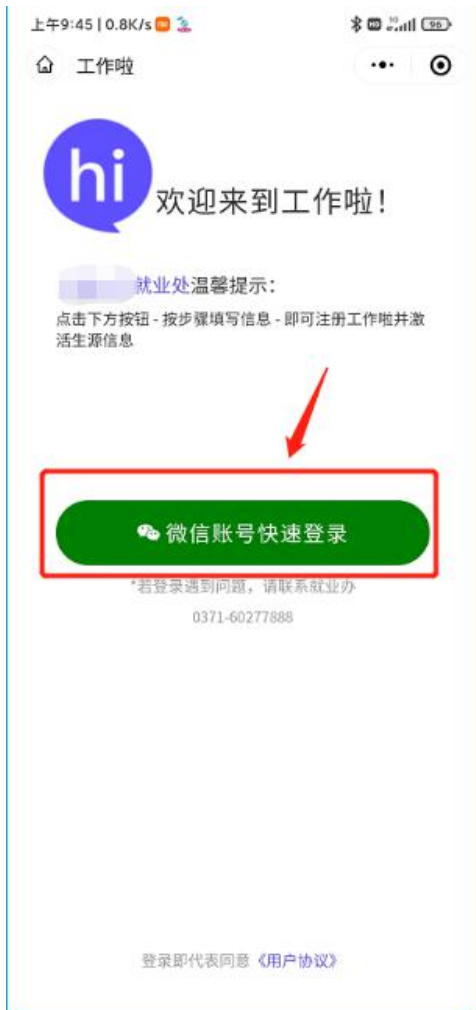 上午9:45 | 0.8K/s
96
工作啦
hi
欢迎来到工作啦！
就业处温馨提示：
点击下方按钮 - 按步骤填写信息 - 即可注册工作啦并激
活生源信息
微信账号快速登录
*若登录遇到问题，请联系就业办
0371-60277888
登录即代表同意《用户协议》